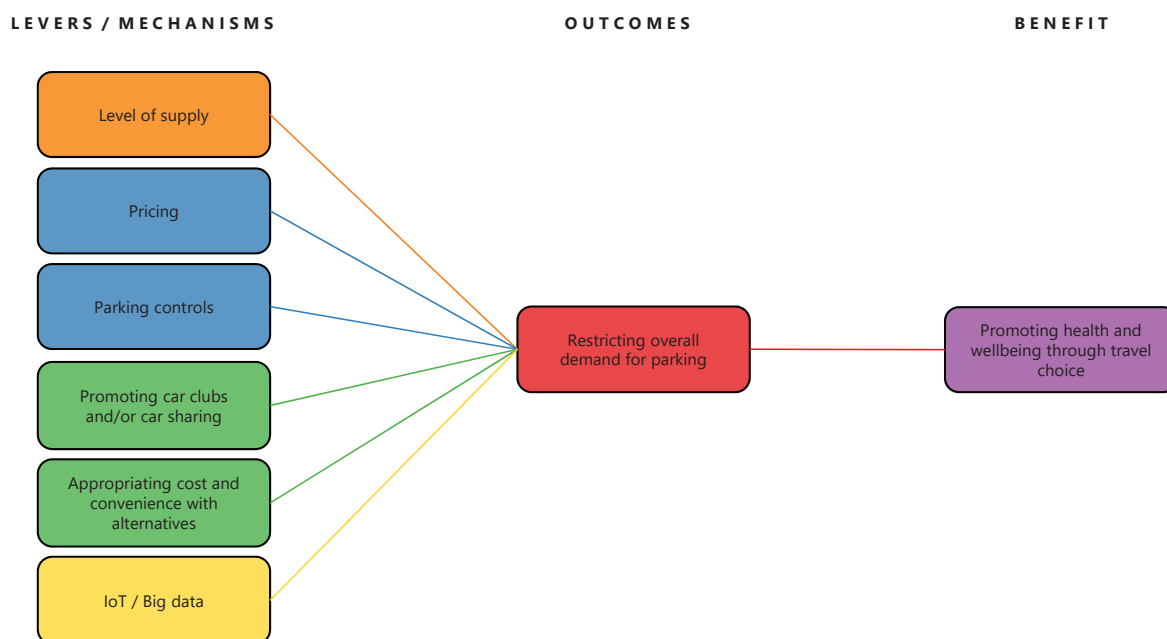 LEVERS / MECHANISMS
OUTCOMES
BENEFIT
Level of supply
Pricing
Parking controls
Promoting car clubs
and/or car sharing
Appropriating cost and
convenience with
alternatives
IoT / Big data
Restricting overall
demand for parking
Promoting health and
wellbeing through travel
choice